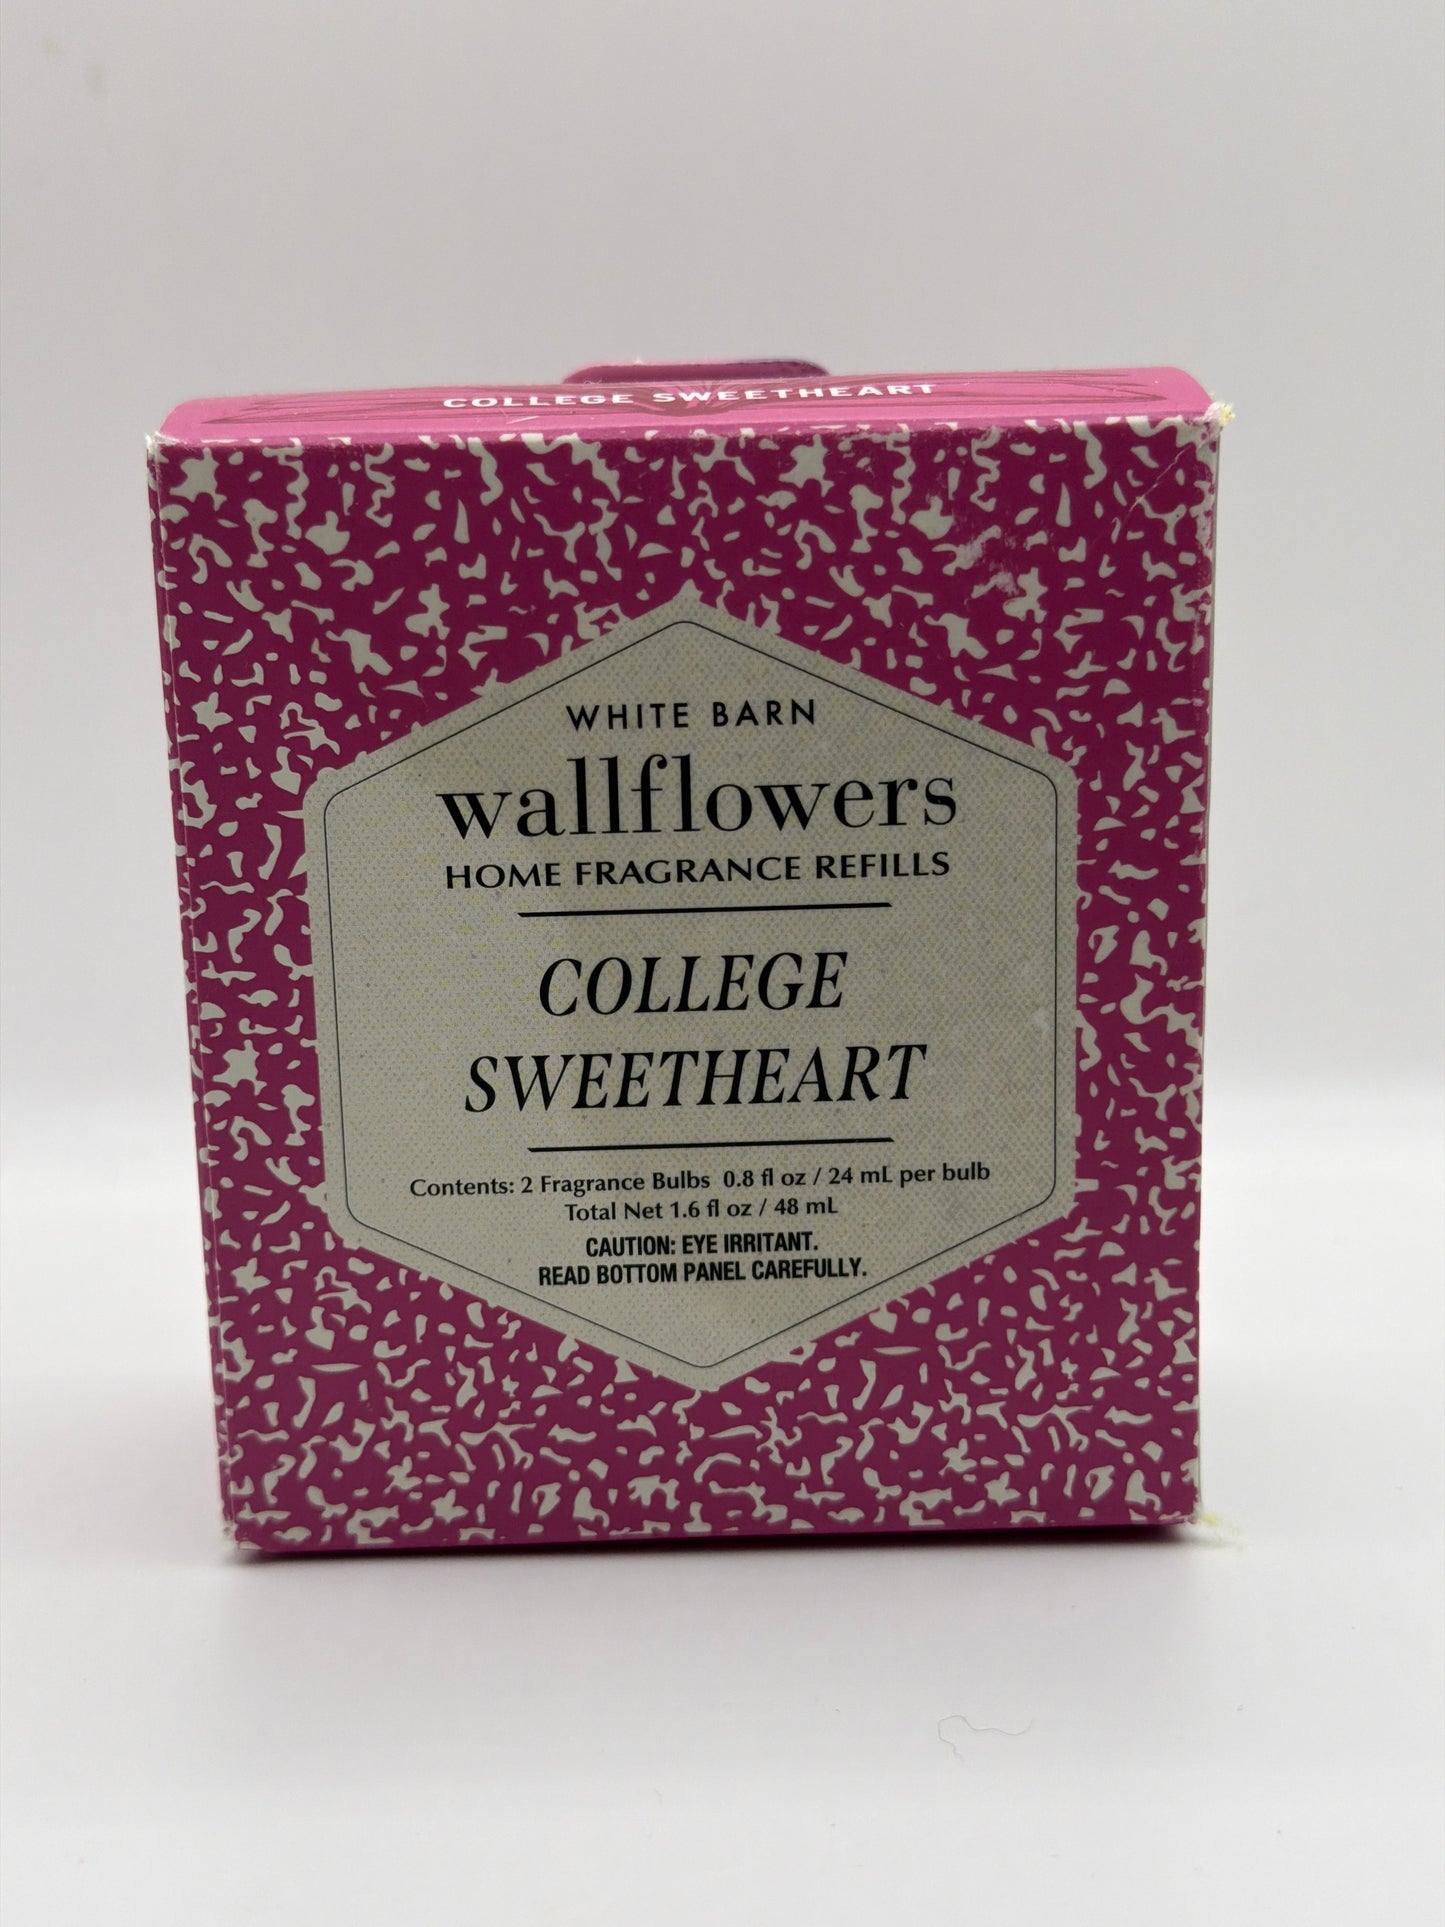 COLLEGE SWEETHEART
WHITE BARN
wallflowers
HOME FRAGRANCE REFILLS
COLLEGE
SWEETHEART
Contents: 2 Fragrance Bulbs 0.8 fl oz / 24 mL per bulb
Total Net 1.6 fl oz / 48 mL
CAUTION: EYE IRRITANT.
READ BOTTOM PANEL CAREFULLY.